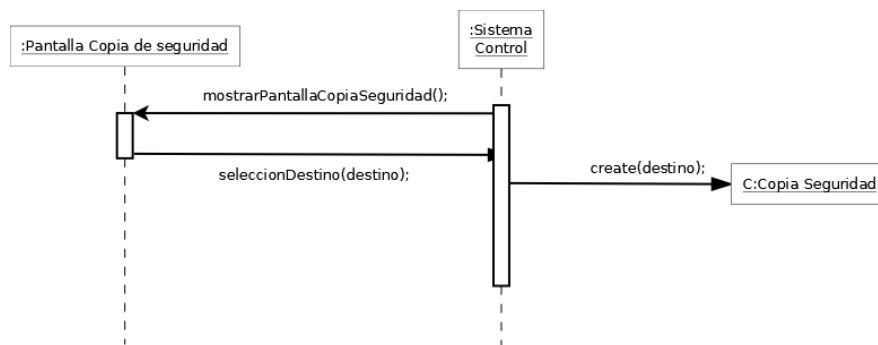 :Pantalla Copia de seguridad
:Sistema
Control
mostrarPantallaCopiaSeguridad();
seleccionDestino(destino);
create(destino);
C:Copia Seguridad